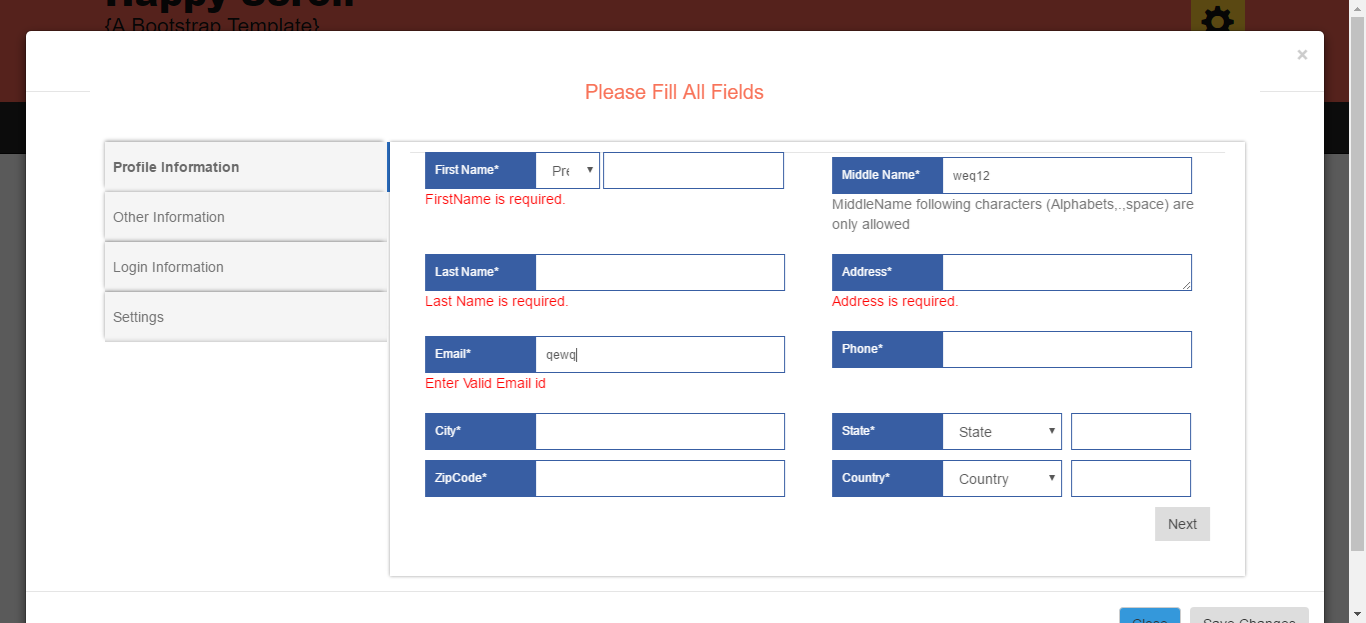 Happy Scroll
{A Bootstrap Template}
×
Please Fill All Fields
Profile Information
Other Information
Login Information
Settings
First Name* Pre
FirstName is required.
Middle Name* weq12
MiddleName following characters (Alphabets,.,space) are
only allowed
Last Name*
Last Name is required.
Address*
Address is required.
Email* qewq
Enter Valid Email id
Phone*
City*
State* State
ZipCode*
Country* Country
Next
Close Save Changes